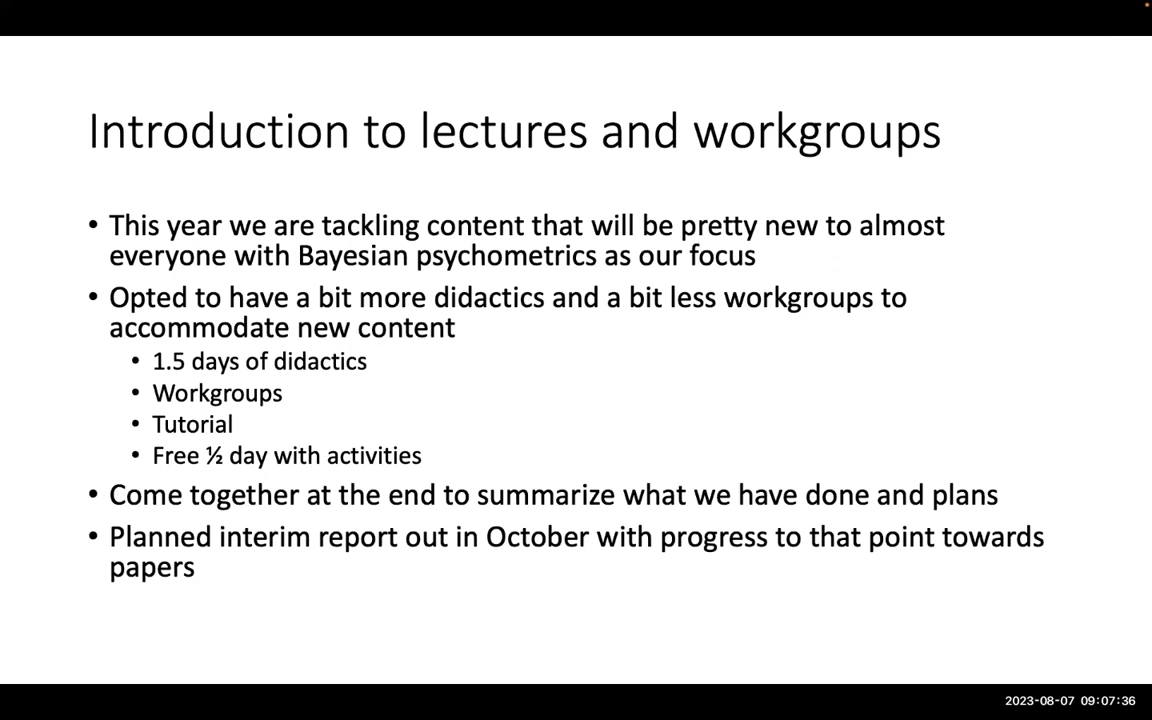 Introduction to lectures and workgroups
• This year we are tackling content that will be pretty new to almost
everyone with Bayesian psychometrics as our focus
• Opted to have a bit more didactics and a bit less workgroups to
accommodate new content
• 1.5 days of didactics
• Workgroups
• Tutorial
• Free ½ day with activities
• Come together at the end to summarize what we have done and plans
• Planned interim report out in October with progress to that point towards
papers
2023-08-07 09:07:36